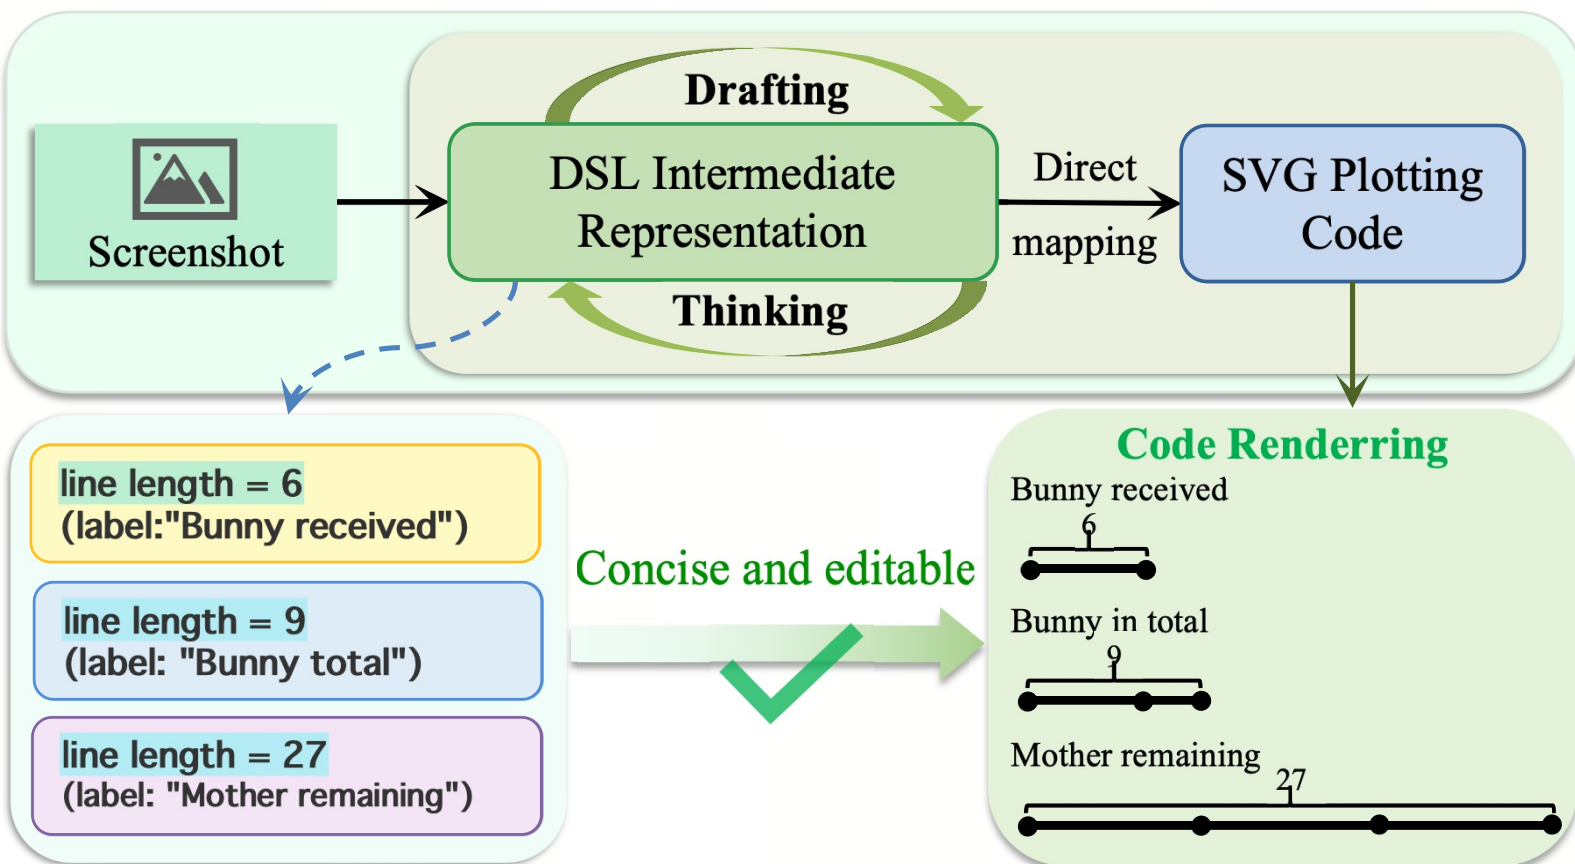 Drafting
Screenshot
DSL Intermediate
Representation
Direct
mapping
SVG Plotting
Code
Thinking
line length = 6
(label:"Bunny received")
line length = 9
(label: "Bunny total")
line length = 27
(label: "Mother remaining")
Concise and editable
Code Renderring
Bunny received
6
Bunny in total
9
Mother remaining
27